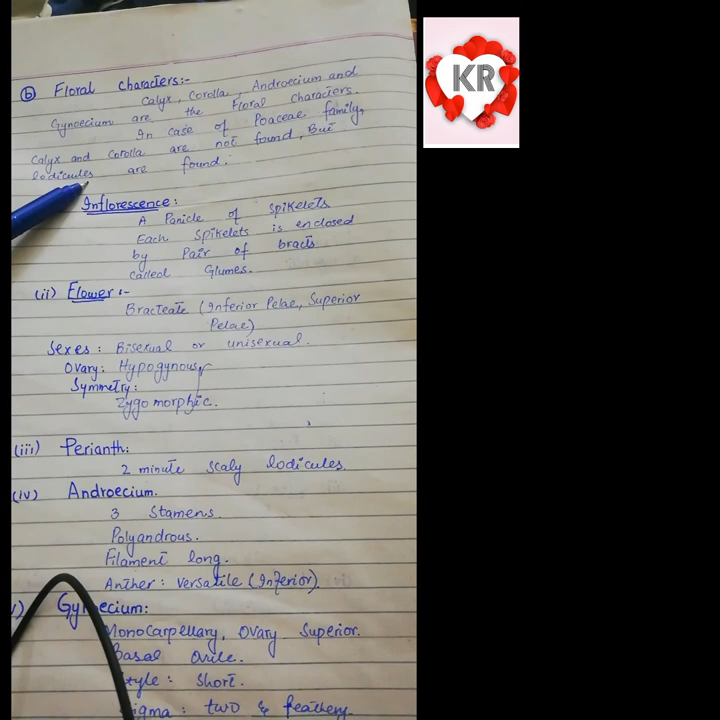 (b) Floral characters:-
Calyx, Corolla, Androecium and
Gynoecium are the Floral Characters.
In case of Poaceae family,
Calyx and Corolla are not found, But
lodicules are found.
Inflorescence:
A Panicle of Spikelets
Each Spikelets is enclosed
by Pair of bracts
called Glumes.
(ii) Flower:-
Bracteate (Inferior Pelae, Superior
Pelae)
Sexes: Bisexual or unisexual.
Ovary: Hypogynous
Symmetry:
Zygomorphic.
(iii) Perianth:
2 minute scaly lodicules.
(iv) Androecium.
3 Stamens.
Polyandrous.
Filament long.
Anther: versatile (Inferior).
Monocarpellary, Ovary Superior.
Basal Ovule.
Style: Short.
Stigma: two & feathery
KR